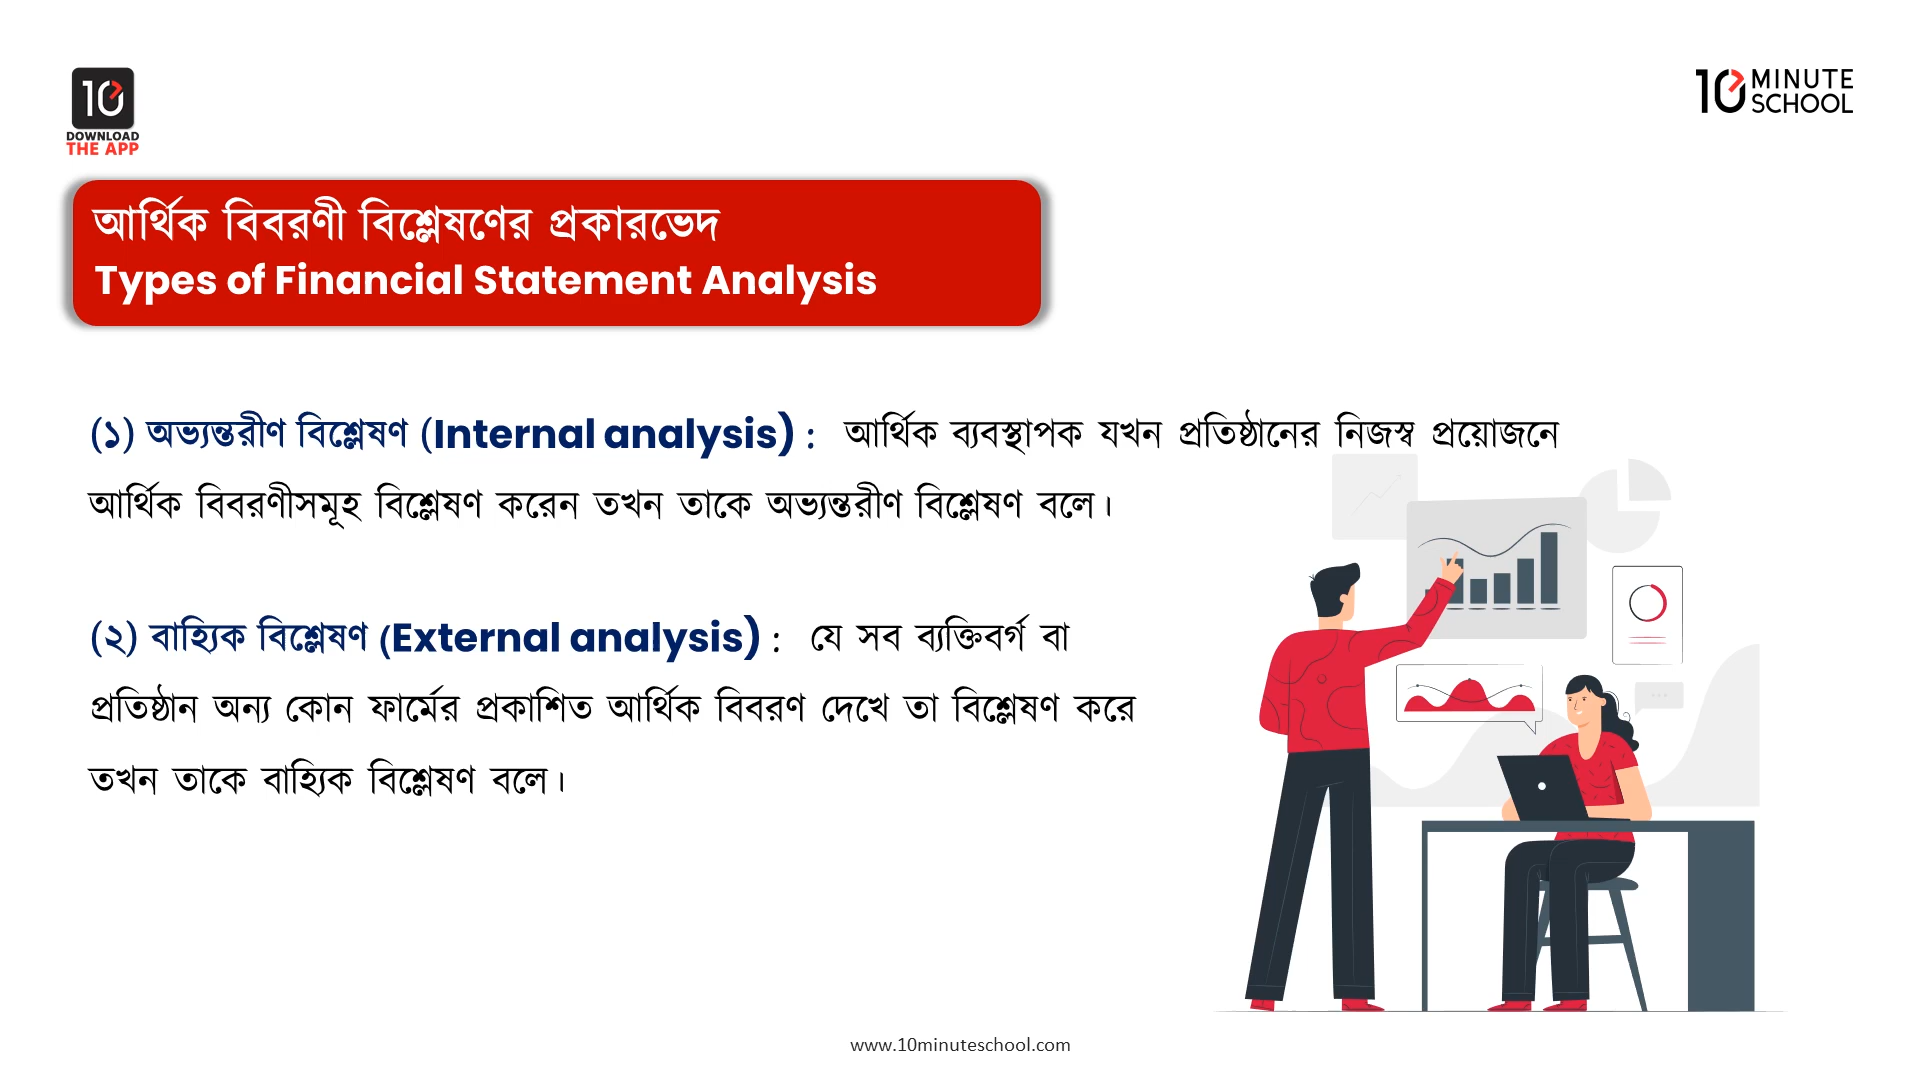 10
DOWNLOAD
THE APP
10 MINUTE
SCHOOL
আর্থিক বিবরণী বিশ্লেষণের প্রকারভেদ
Types of Financial Statement Analysis
(১) অভ্যন্তরীণ বিশ্লেষণ (Internal analysis) : আর্থিক ব্যবস্থাপক যখন প্রতিষ্ঠানের নিজস্ব প্রয়োজনে
আর্থিক বিবরণীসমূহ বিশ্লেষণ করেন তখন তাকে অভ্যন্তরীণ বিশ্লেষণ বলে।
(২) বাহ্যিক বিশ্লেষণ (External analysis) : যে সব ব্যক্তিবর্গ বা
প্রতিষ্ঠান অন্য কোন ফার্মের প্রকাশিত আর্থিক বিবরণ দেখে তা বিশ্লেষণ করে
তখন তাকে বাহ্যিক বিশ্লেষণ বলে।
www.10minuteschool.com